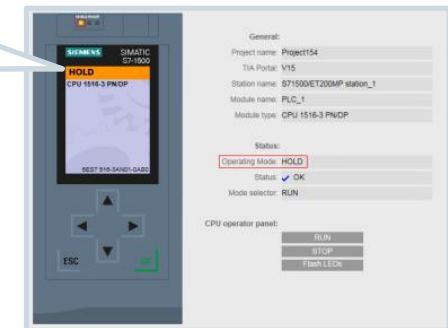 SIEMENS SIMATIC
S7-1500
HOLD
CPU 1516-3 PN/DP
6ES7 516-3AN01-0AB0
ESC
OK
General:
Project name: Project154
TIA Portal: V15
Station name: S71500/ET200MP station_1
Module name: PLC_1
Module type: CPU 1516-3 PN/DP
Status:
Operating Mode: HOLD
Status: ✓ OK
Mode selector: RUN
CPU operator panel:
RUN
STOP
Flash LEDs